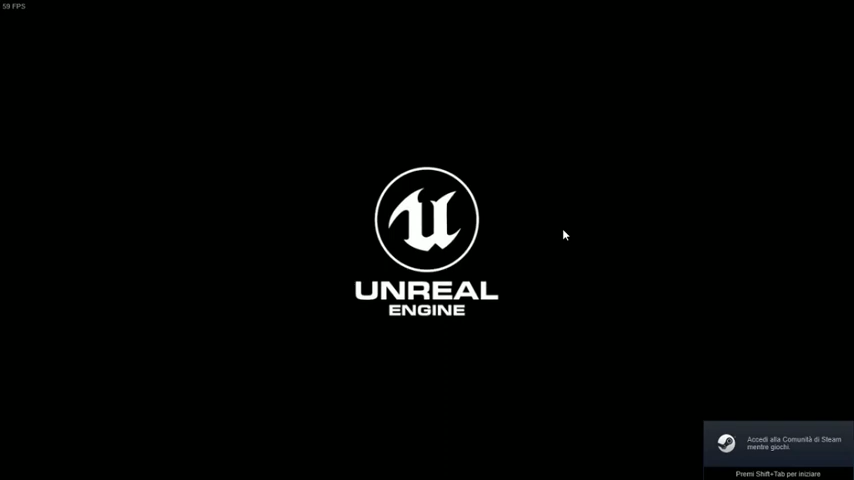 59 FPS
UNREAL
ENGINE
Accedi alla Comunità di Steam
mentre giochi.
Premi Shift+Tab per iniziare